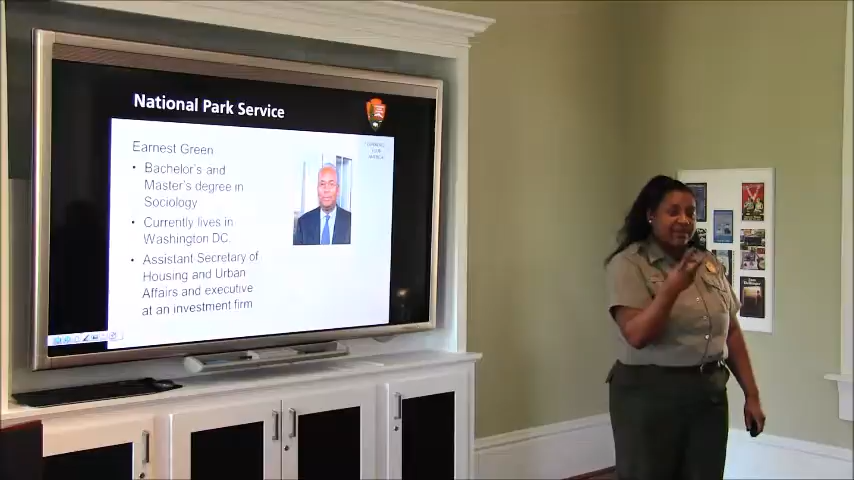 National Park Service
Earnest Green
• Bachelor's and
Master's degree in
Sociology
• Currently lives in
Washington DC.
• Assistant Secretary of
Housing and Urban
Affairs and executive
at an investment firm